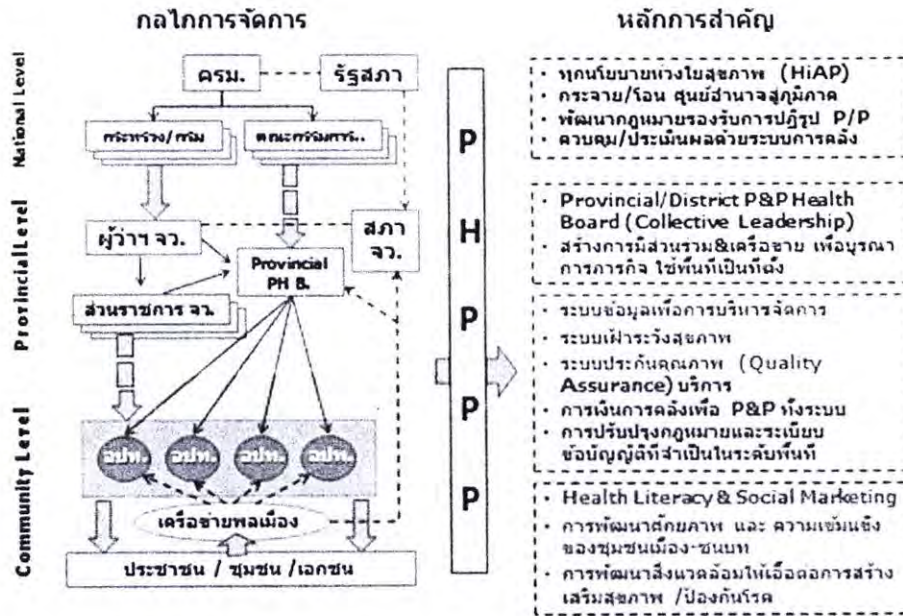 กลไกการจัดการ
หลักการสำคัญ
National Level
ครม.
รัฐสภา
กระทรวง/กรม
คณะกรรมการ..
Provincial Level
ผู้ว่าฯ จว.
สภา
จว.
Provincial
PH B.
ส่วนราชการ จว.
Community Level
อปท.
อปท.
อปท.
อปท.
เครือข่ายพลเมือง
ประชาชน / ชุมชน /เอกชน
P
H
P
P
P
• ทุกนโยบายห่วงใยสุขภาพ (HiAP)
• กระจาย/โอน ศูนย์อำนาจสู่ภูมิภาค
• พัฒนากฎหมายรองรับการปฏิรูป P/P
• ควบคุม/ประเมินผลด้วยระบบการคลัง
• Provincial/District P&P Health
Board (Collective Leadership)
• สร้างการมีส่วนร่วม&เครือข่าย เพื่อบูรณา
การภารกิจ ใช้พื้นที่เป็นที่ตั้ง
• ระบบข้อมูลเพื่อการบริหารจัดการ
• ระบบเฝ้าระวังสุขภาพ
• ระบบประกันคุณภาพ (Quality
Assurance) บริการ
• การเงินการคลังเพื่อ P&P ทั้งระบบ
• การปรับปรุงกฎหมายและระเบียบ
ข้อบัญญัติที่จำเป็นในระดับพื้นที่
• Health Literacy & Social Marketing
• การพัฒนาศักยภาพ และ ความเข้มแข็ง
ของชุมชนเมือง-ชนบท
• การพัฒนาสิ่งแวดล้อมให้เอื้อต่อการสร้าง
เสริมสุขภาพ /ป้องกันโรค